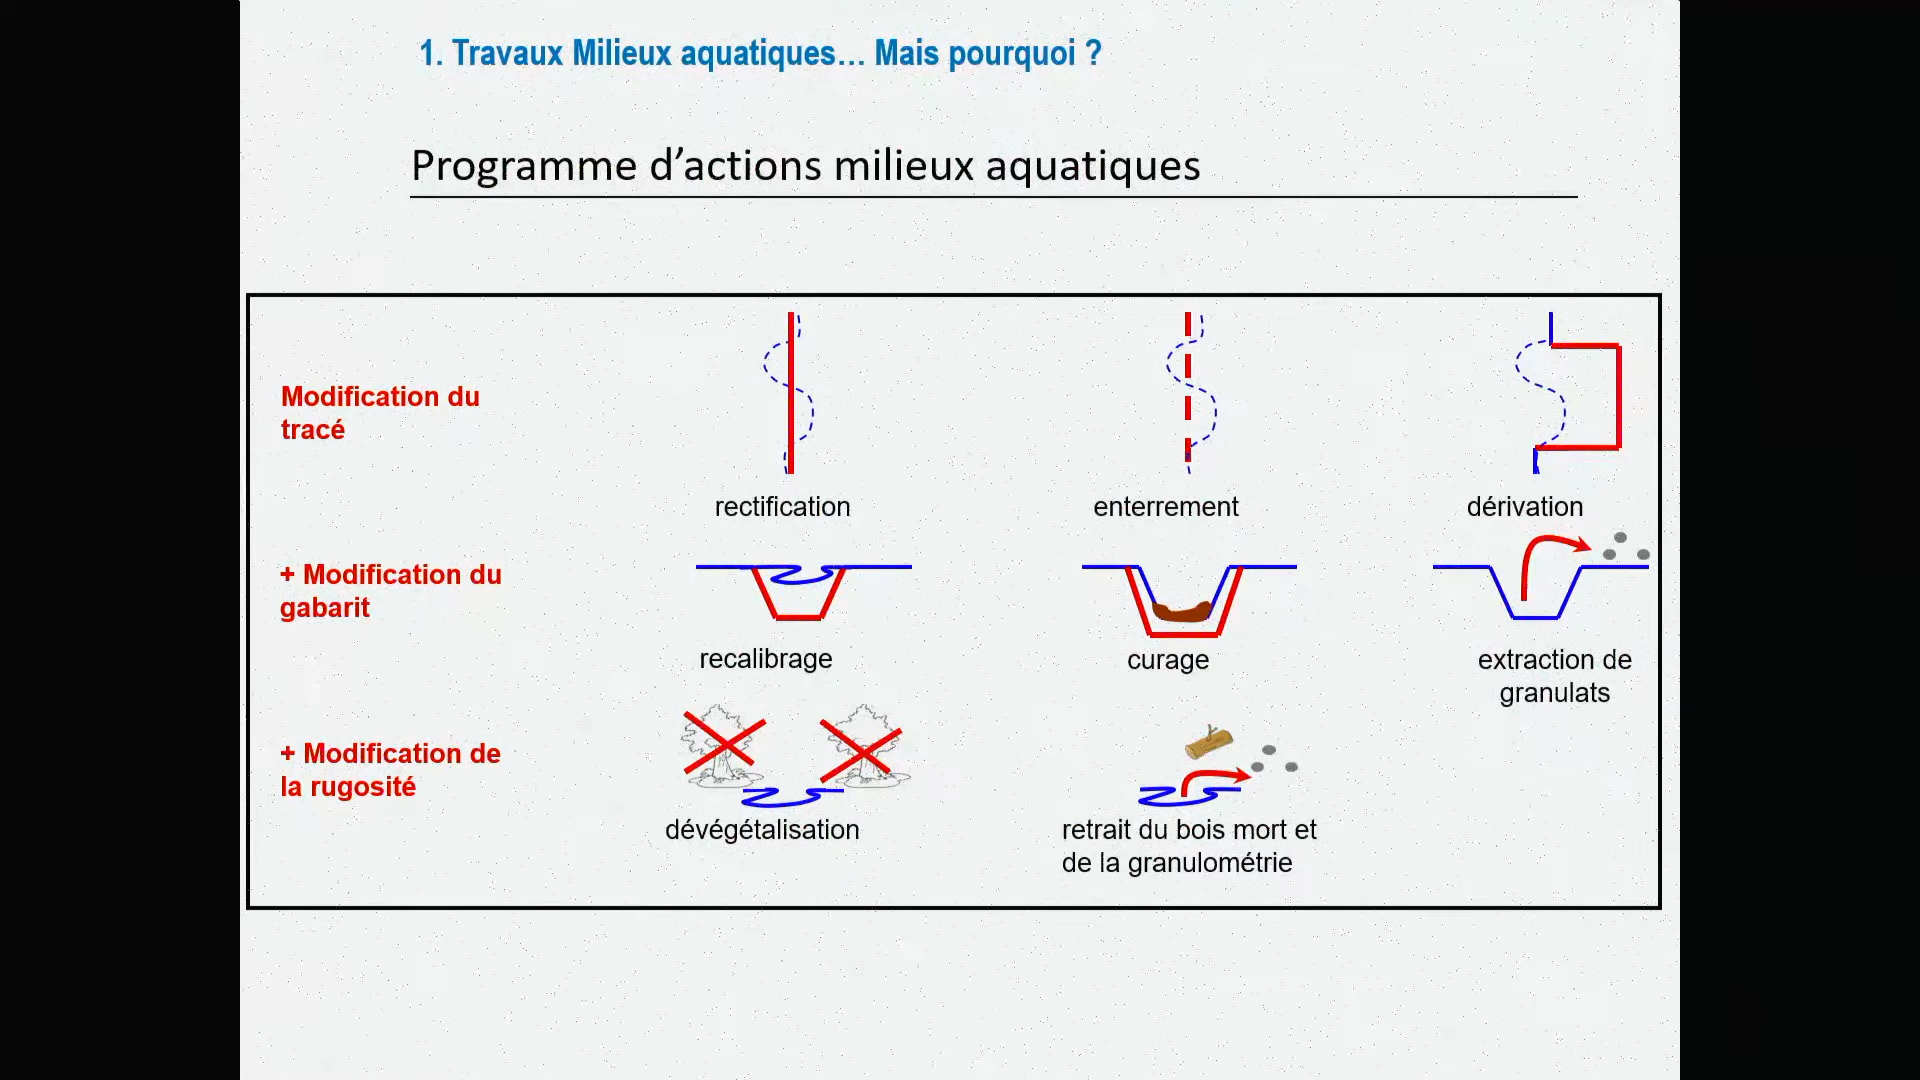 1. Travaux Milieux aquatiques… Mais pourquoi ?
Programme d’actions milieux aquatiques
Modification du
tracé
rectification
enterrement
dérivation
+ Modification du
gabarit
recalibrage
curage
extraction de
granulats
+ Modification de
la rugosité
dévégétalisation
retrait du bois mort et
de la granulométrie